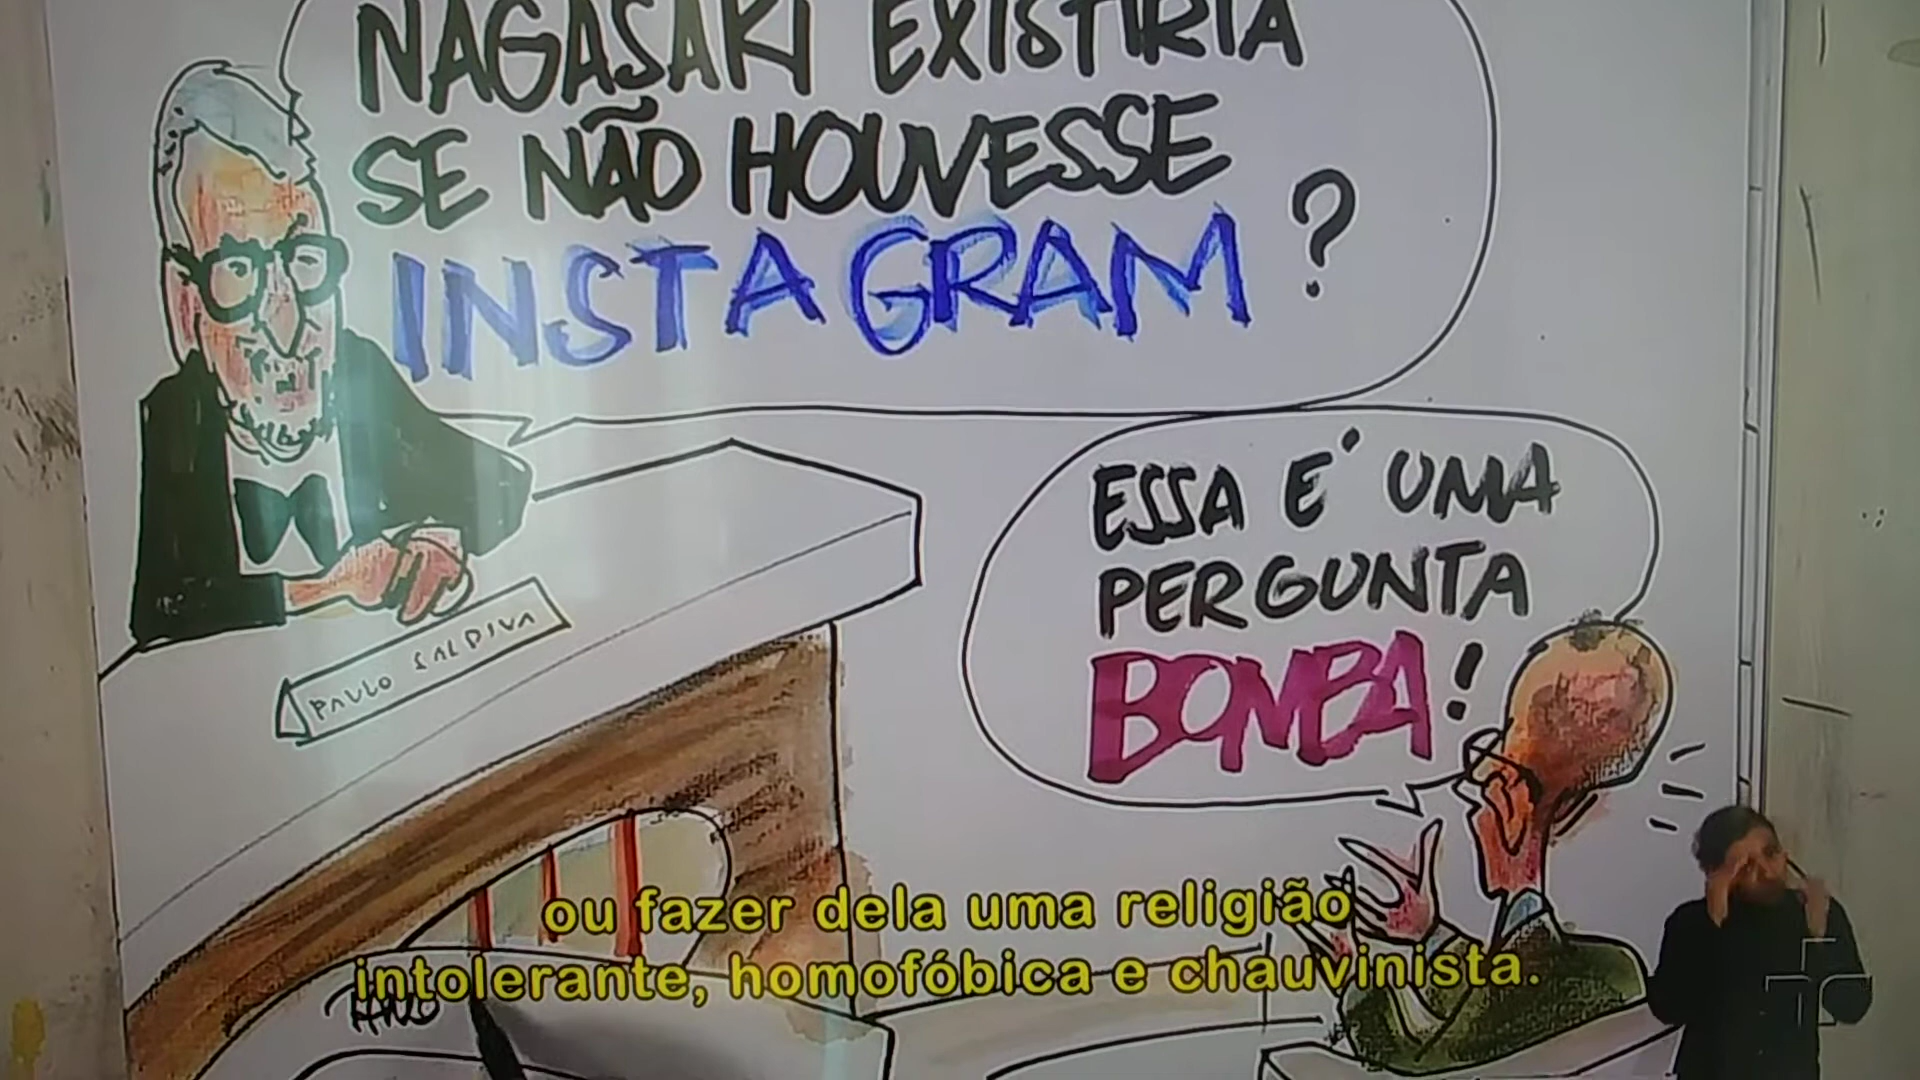 NAGASAKI EXISTIRIA
SE NÃO HOUVESSE
INSTAGRAM?
ESSA É UMA
PERGUNTA
BOMBA!
PAULO SALDIVA
ou fazer dela uma religião
intolerante, homofóbica e chauvinista.